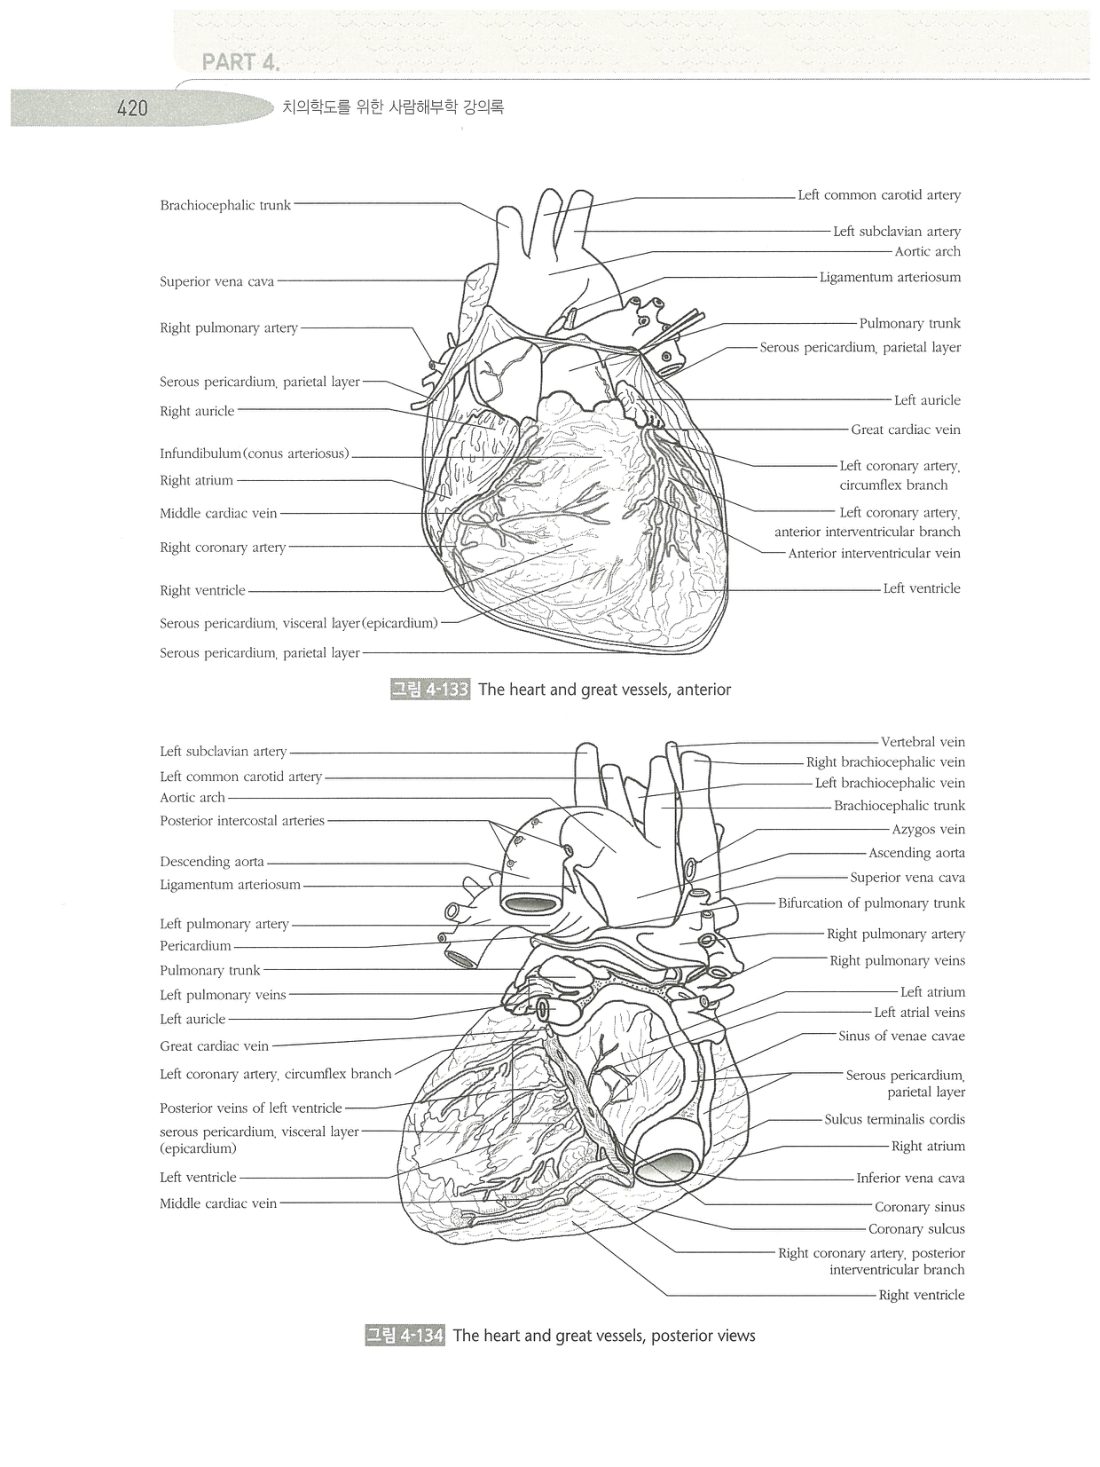 PART 4.
420
치의학도를 위한 사람해부학 강의록
Brachiocephalic trunk
Superior vena cava
Right pulmonary artery
Serous pericardium, parietal layer
Right auricle
Infundibulum(conus arteriosus)
Right atrium
Middle cardiac vein
Right coronary artery
Right ventricle
Serous pericardium, visceral layer(epicardium)
Serous pericardium, parietal layer
Left common carotid artery
Left subclavian artery
Aortic arch
Ligamentum arteriosum
Pulmonary trunk
Serous pericardium, parietal layer
Left auricle
Great cardiac vein
Left coronary artery,
circumflex branch
Left coronary artery,
anterior interventricular branch
Anterior interventricular vein
Left ventricle
그림 4-133 The heart and great vessels, anterior
Left subclavian artery
Left common carotid artery
Aortic arch
Posterior intercostal arteries
Descending aorta
Ligamentum arteriosum
Left pulmonary artery
Pericardium
Pulmonary trunk
Left pulmonary veins
Left auricle
Great cardiac vein
Left coronary artery, circumflex branch
Posterior veins of left ventricle
serous pericardium, visceral layer
(epicardium)
Left ventricle
Middle cardiac vein
Vertebral vein
Right brachiocephalic vein
Left brachiocephalic vein
Brachiocephalic trunk
Azygos vein
Ascending aorta
Superior vena cava
Bifurcation of pulmonary trunk
Right pulmonary artery
Right pulmonary veins
Left atrium
Left atrial veins
Sinus of venae cavae
Serous pericardium,
parietal layer
Sulcus terminalis cordis
Right atrium
Inferior vena cava
Coronary sinus
Coronary sulcus
Right coronary artery, posterior
interventricular branch
Right ventricle
그림 4-134 The heart and great vessels, posterior views